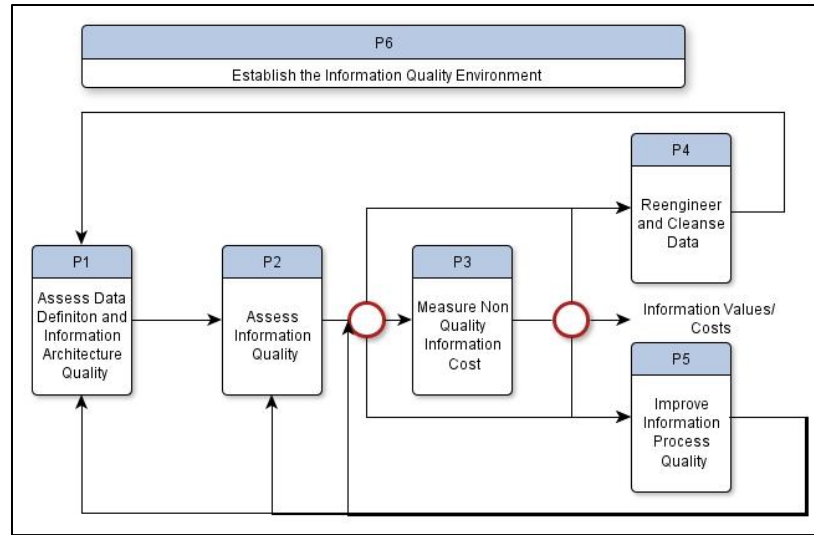 P6
Establish the Information Quality Environment
P4
Reengineer
and Cleanse
Data
P1
Assess Data
Definiton and
Information
Architecture
Quality
P2
Assess
Information
Quality
P3
Measure Non
Quality
Information
Cost
Information Values/
Costs
P5
Improve
Information
Process
Quality